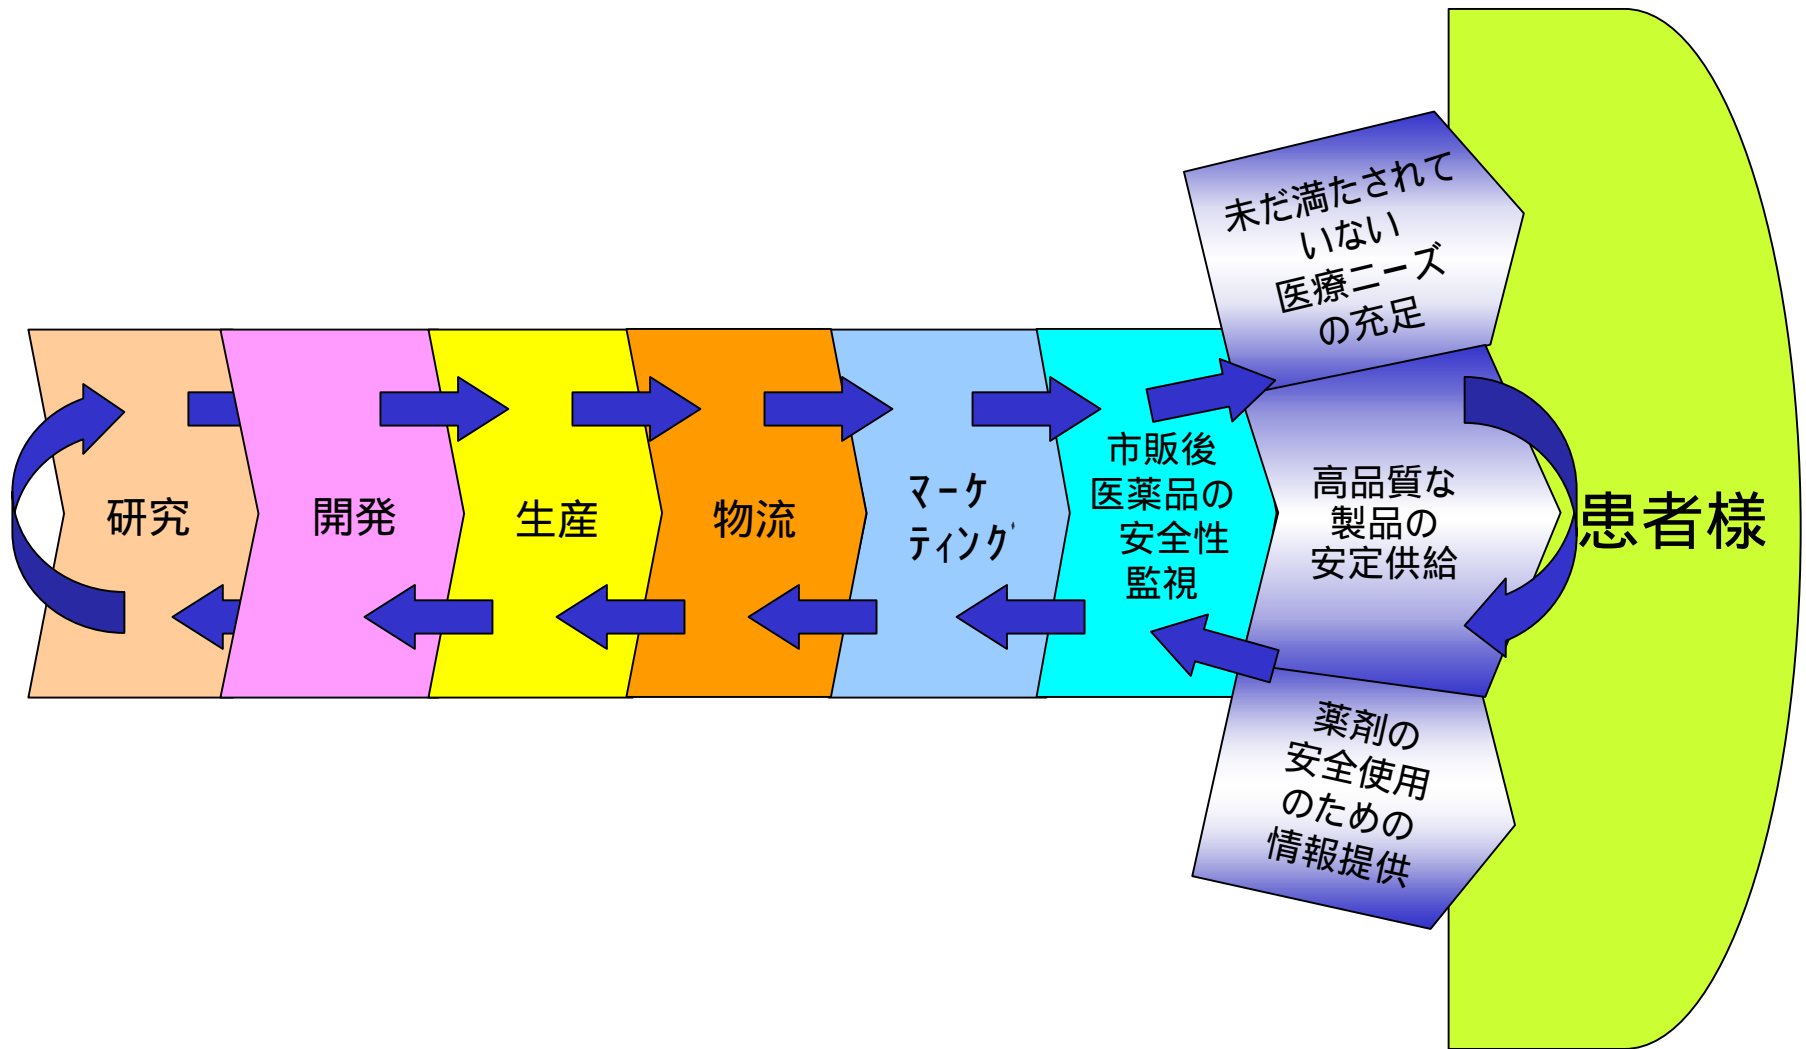 研究
開発
生産
物流
ﾏｰｹ
ﾃｨﾝｸﾞ
市販後
医薬品の
安全性
監視
未だ満たされて
いない
医療ニーズ
の充足
高品質な
製品の
安定供給
薬剤の
安全使用
のための
情報提供
患者様